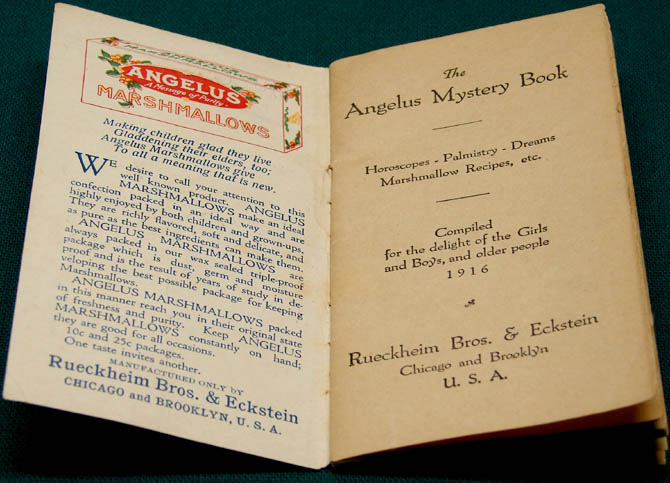 ANGELUS
A Message of Purity
MARSHMALLOWS
Making children glad they live
Gladdening their elders, too;
Angelus Marshmallows give
To all a meaning that is new.
WE desire to call your attention to this
well known product, ANGELUS
MARSHMALLOWS make an ideal
confection packed in an ideal way and are
highly enjoyed by both children and grown-ups.
They are richly flavored, soft and delicate, and
as pure as the best ingredients can make them.
ANGELUS MARSHMALLOWS are
always packed in our wax sealed triple-proof
package which is dust, germ and moisture
proof and is the result of years of study in de-
veloping the best possible package for keeping
Marshmallows.
ANGELUS MARSHMALLOWS packed
in this manner reach you in their original state
of freshness and purity. Keep ANGELUS
MARSHMALLOWS constantly on hand;
they are good for all occasions.
10c and 25c packages.
One taste invites another.
MANUFACTURED ONLY BY
Rueckheim Bros. & Eckstein
CHICAGO and BROOKLYN, U. S. A.
The
Angelus Mystery Book
Horoscopes - Palmistry - Dreams
Marshmallow Recipes, etc.
Compiled
for the delight of the Girls
and Boys, and older people
1916
Rueckheim Bros. & Eckstein
Chicago and Brooklyn
U. S. A.